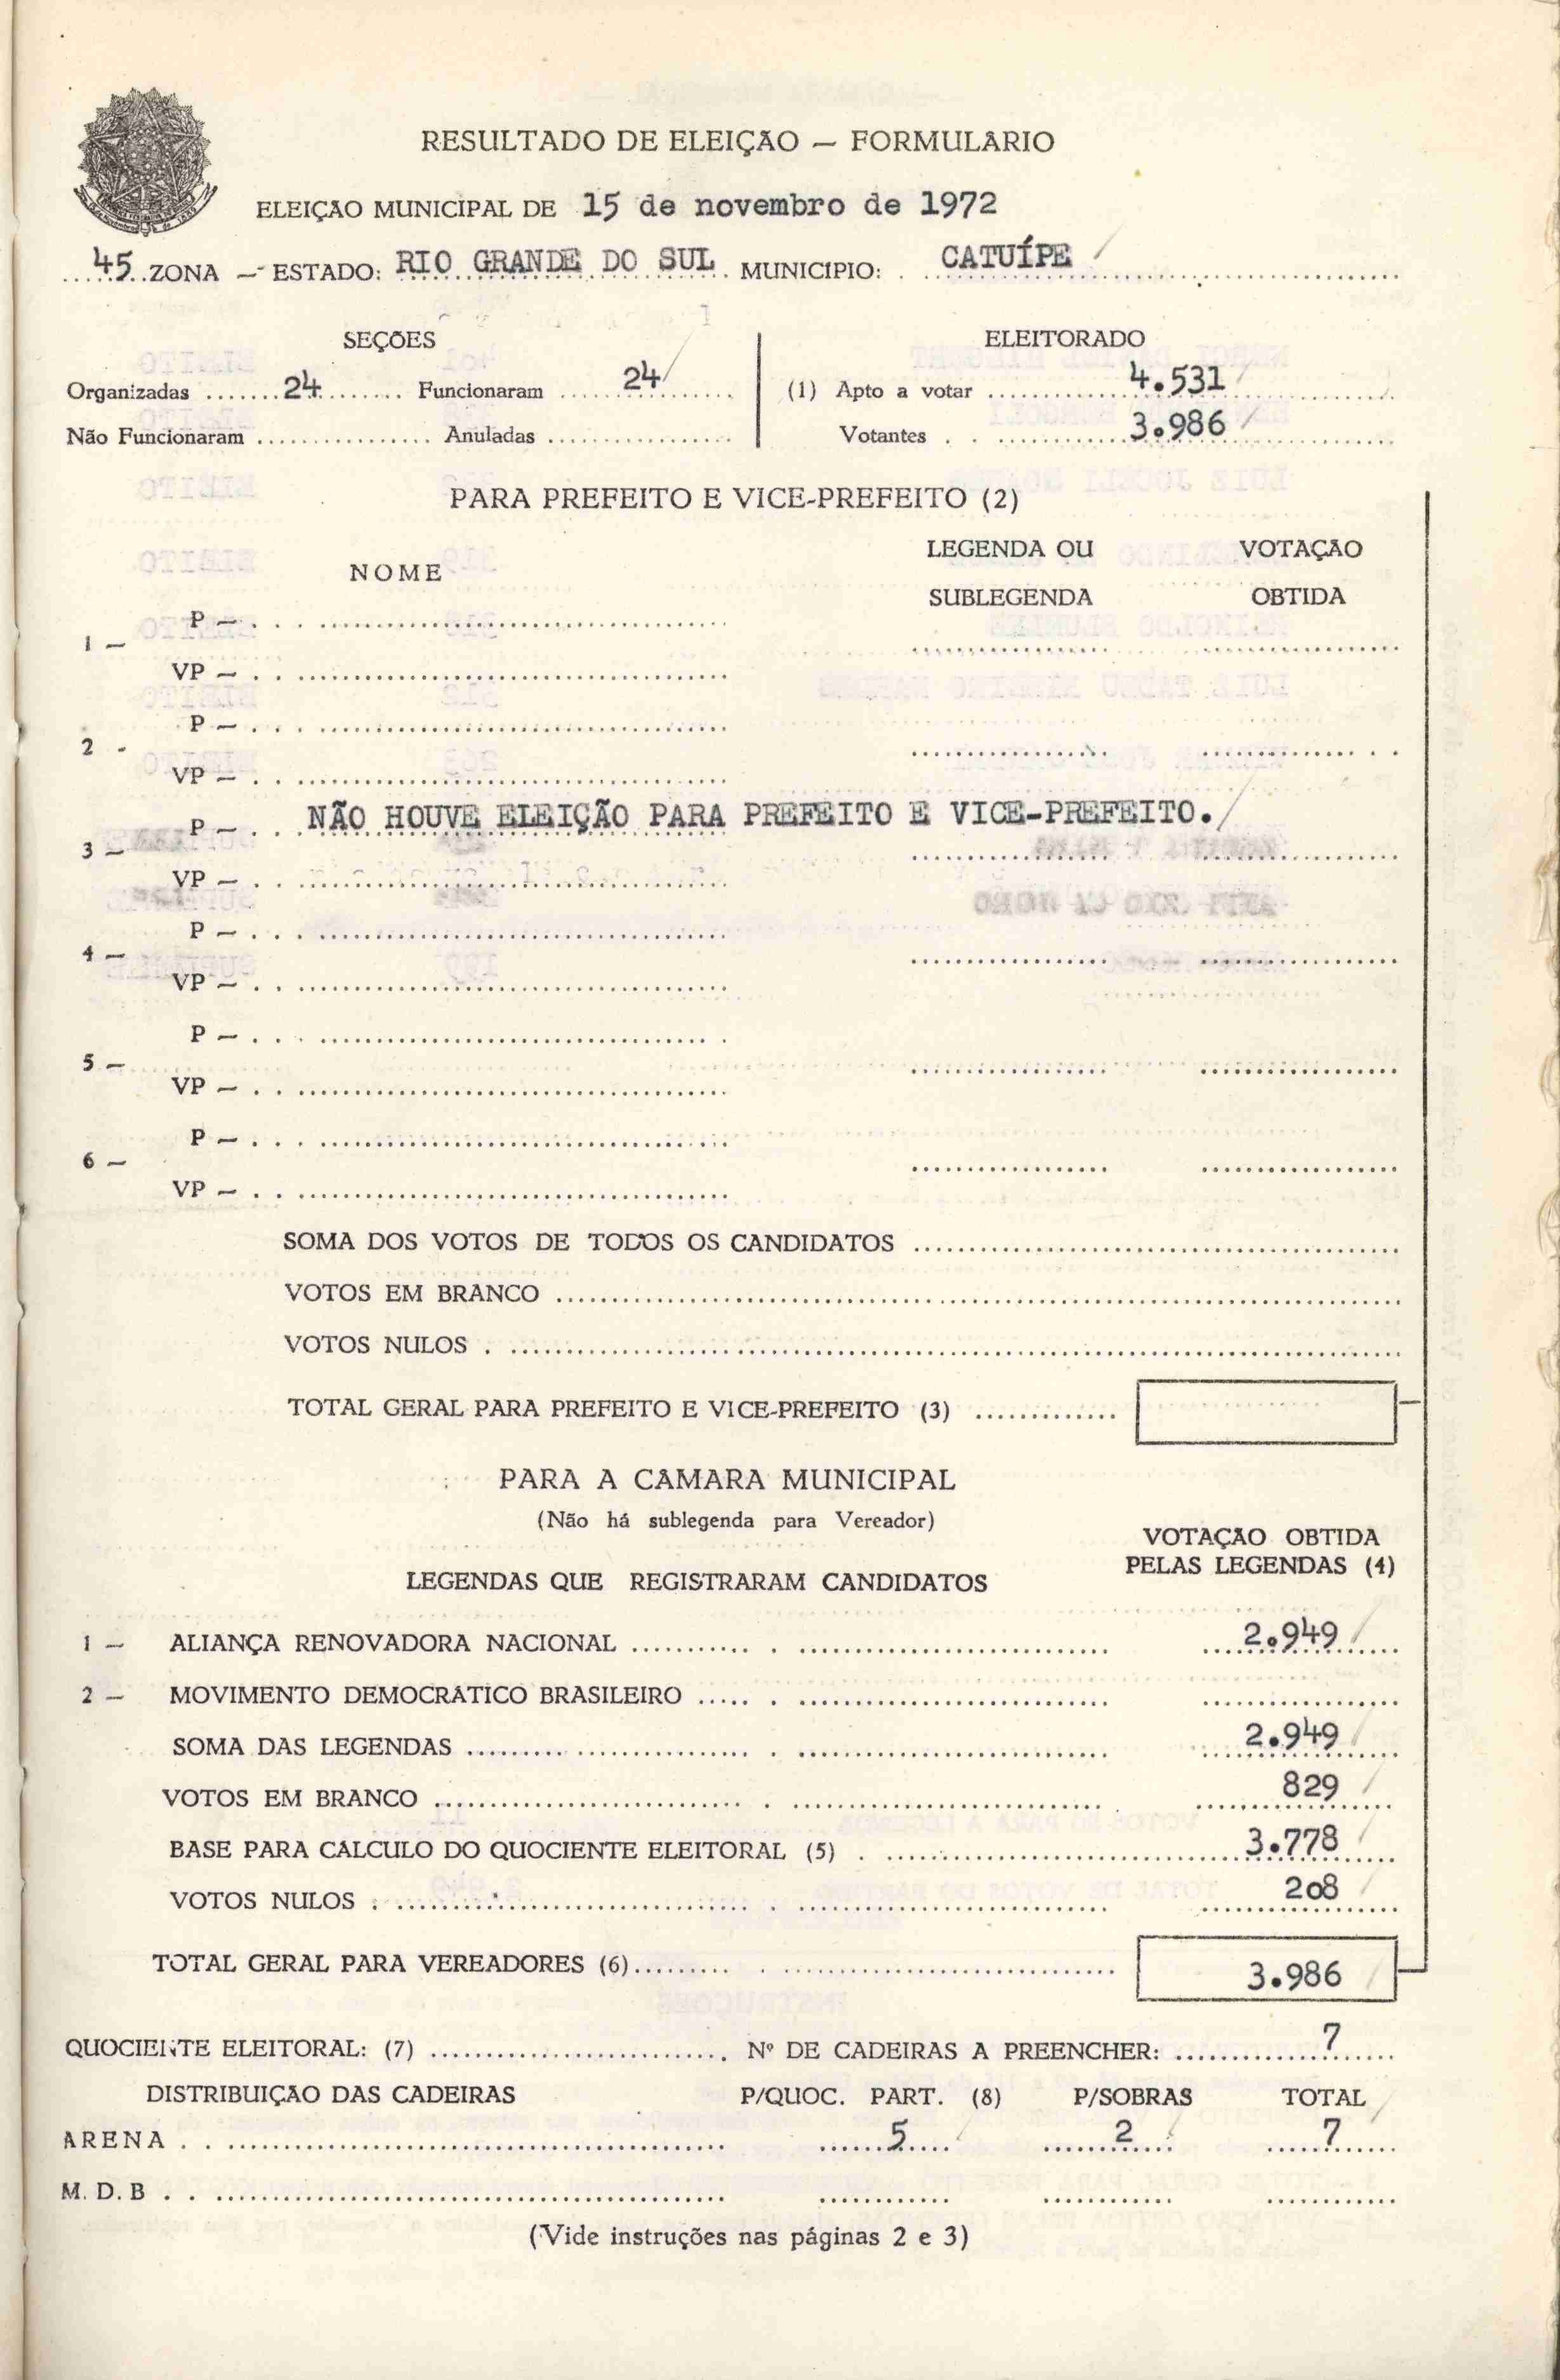 RESULTADO DE ELEIÇÃO — FORMULARIO
ELEIÇÃO MUNICIPAL DE 15 de novembro de 1972
45 ZONA — ESTADO: RIO GRANDE DO SUL MUNICIPIO: CATUÍPE
SEÇÕES
Organizadas 24 Funcionaram 24
Não Funcionaram Anuladas
ELEITORADO
(1) Apto a votar 4.531
Votantes 3.986
PARA PREFEITO E VICE-PREFEITO (2)
NOME
LEGENDA OU SUBLEGENDA
VOTAÇÃO OBTIDA
1 — P —
VP —
2 - P —
VP —
3 — P — NÃO HOUVE ELEIÇÃO PARA PREFEITO E VICE-PREFEITO.
VP —
4 — P —
VP —
5 — P —
VP —
6 — P —
VP —
SOMA DOS VOTOS DE TODOS OS CANDIDATOS
VOTOS EM BRANCO
VOTOS NULOS
TOTAL GERAL PARA PREFEITO E VICE-PREFEITO (3)
PARA A CAMARA MUNICIPAL
(Não há sublegenda para Vereador)
VOTAÇÃO OBTIDA
PELAS LEGENDAS (4)
LEGENDAS QUE REGISTRARAM CANDIDATOS
1 — ALIANÇA RENOVADORA NACIONAL 2.949
2 — MOVIMENTO DEMOCRÁTICO BRASILEIRO
SOMA DAS LEGENDAS 2.949
VOTOS EM BRANCO 829
BASE PARA CALCULO DO QUOCIENTE ELEITORAL (5) 3.778
VOTOS NULOS 208
TOTAL GERAL PARA VEREADORES (6) 3.986
QUOCIENTE ELEITORAL: (7) Nº DE CADEIRAS A PREENCHER: 7
DISTRIBUIÇÃO DAS CADEIRAS P/QUOC. PART. (8) P/SOBRAS TOTAL
ARENA 5 2 7
M.D.B
(Vide instruções nas páginas 2 e 3)